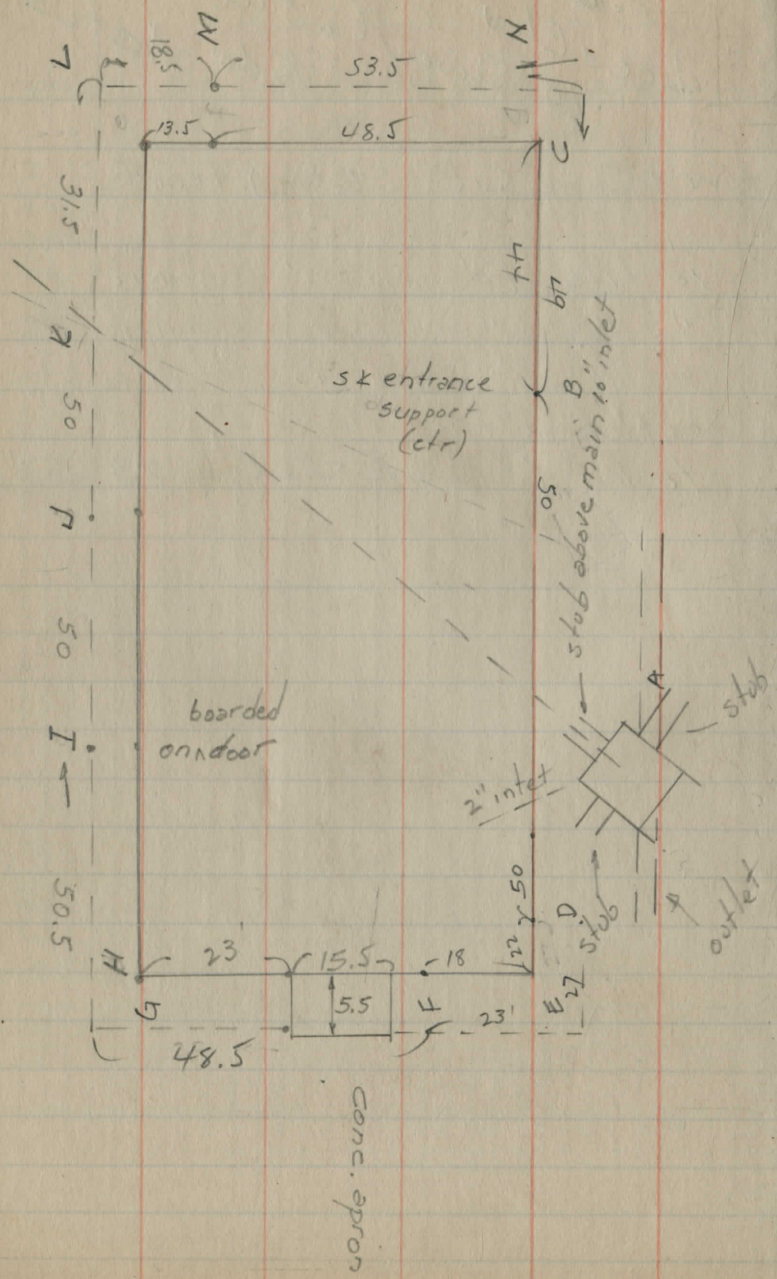 N
M
L
18.5
53.5
13.5
48.5
C
31.5
44
49
K
sk entrance
support
(ctr)
B"
stub above main 10" inlet
50
50
50
I
A
stub
boarded
on door
2" inlet
outlet
50
D
stub
50.5
22
H
23
15.5
18
F
E
27
G
5.5
23'
48.5
conc. apron